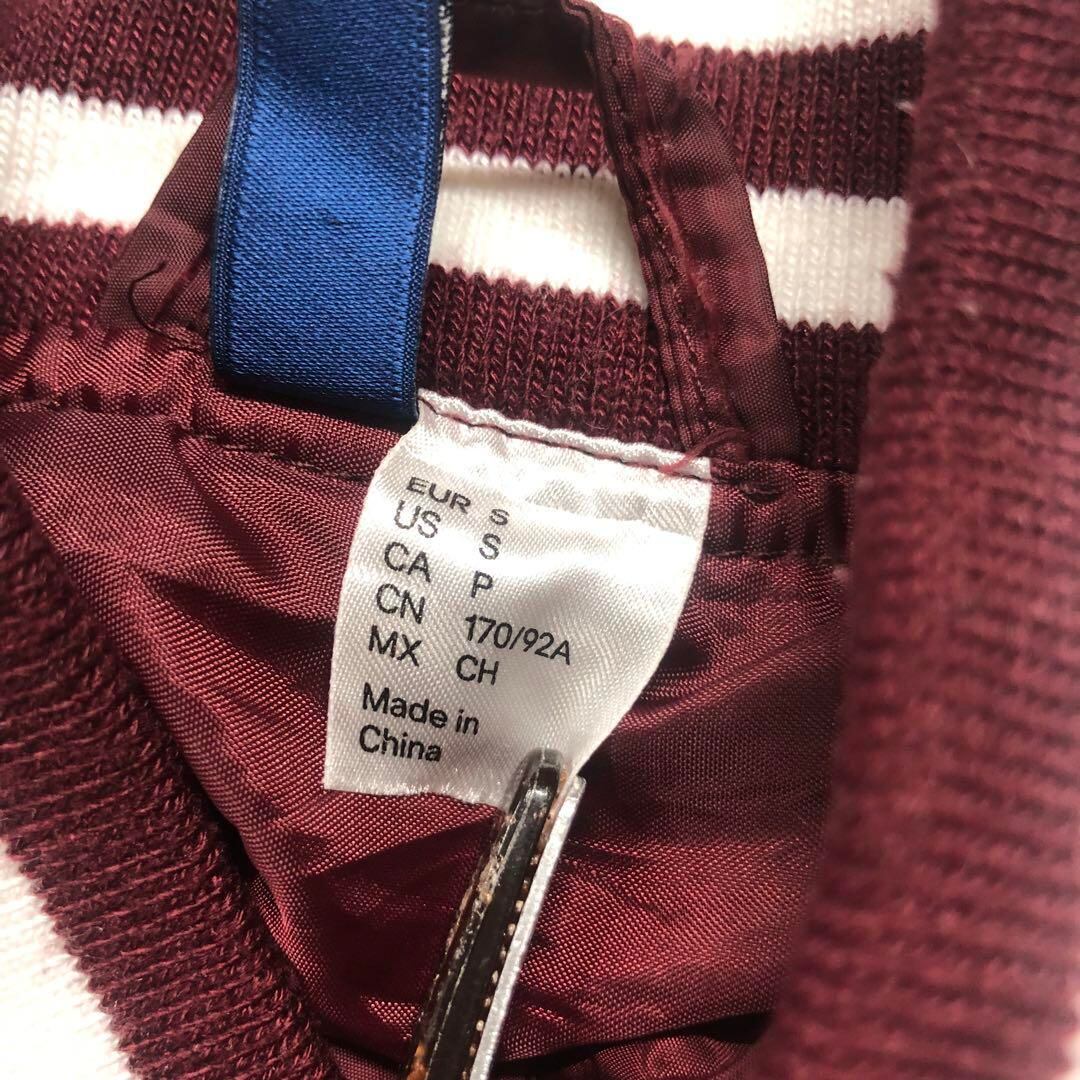 EUR S
US S
CA P
CN 170/92A
MX CH
Made in
China